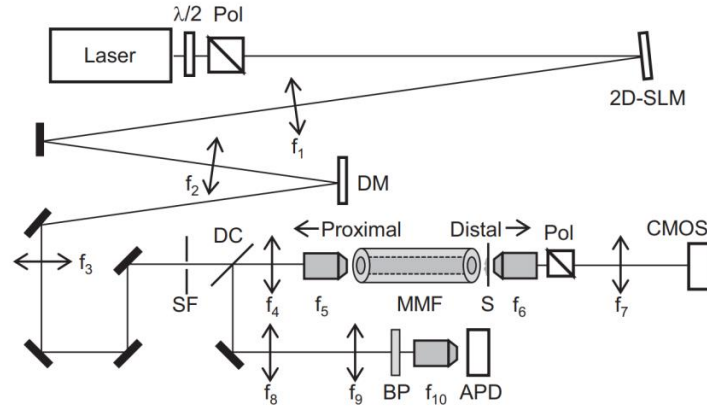 λ/2 Pol
Laser
2D-SLM
f1
f2
DM
f3
DC
Proximal
Distal
Pol
CMOS
SF
f4
f5
MMF
S
f6
f7
f8
f9
BP
f10
APD